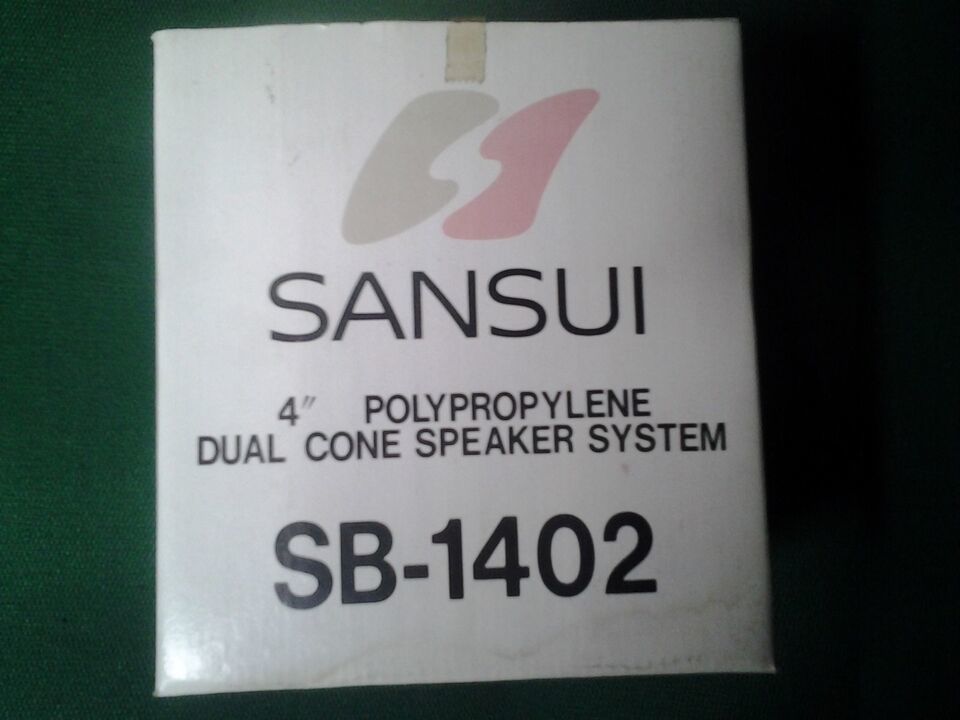 SANSUI
4″ POLYPROPYLENE
DUAL CONE SPEAKER SYSTEM
SB-1402